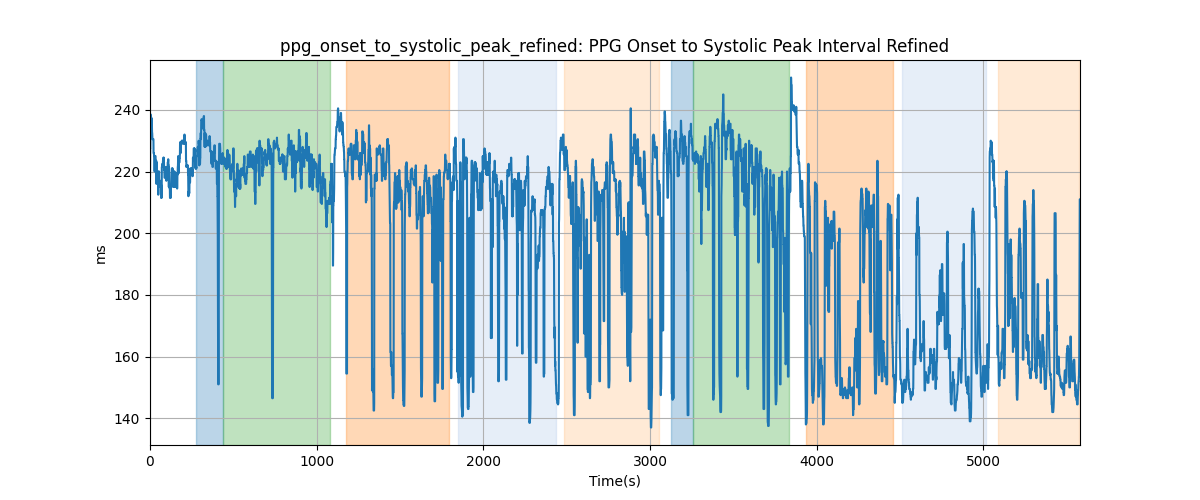 ppg_onset_to_systolic_peak_refined: PPG Onset to Systolic Peak Interval Refined
240
220
200
180
160
140
ms
0 1000 2000 3000 4000 5000
Time(s)